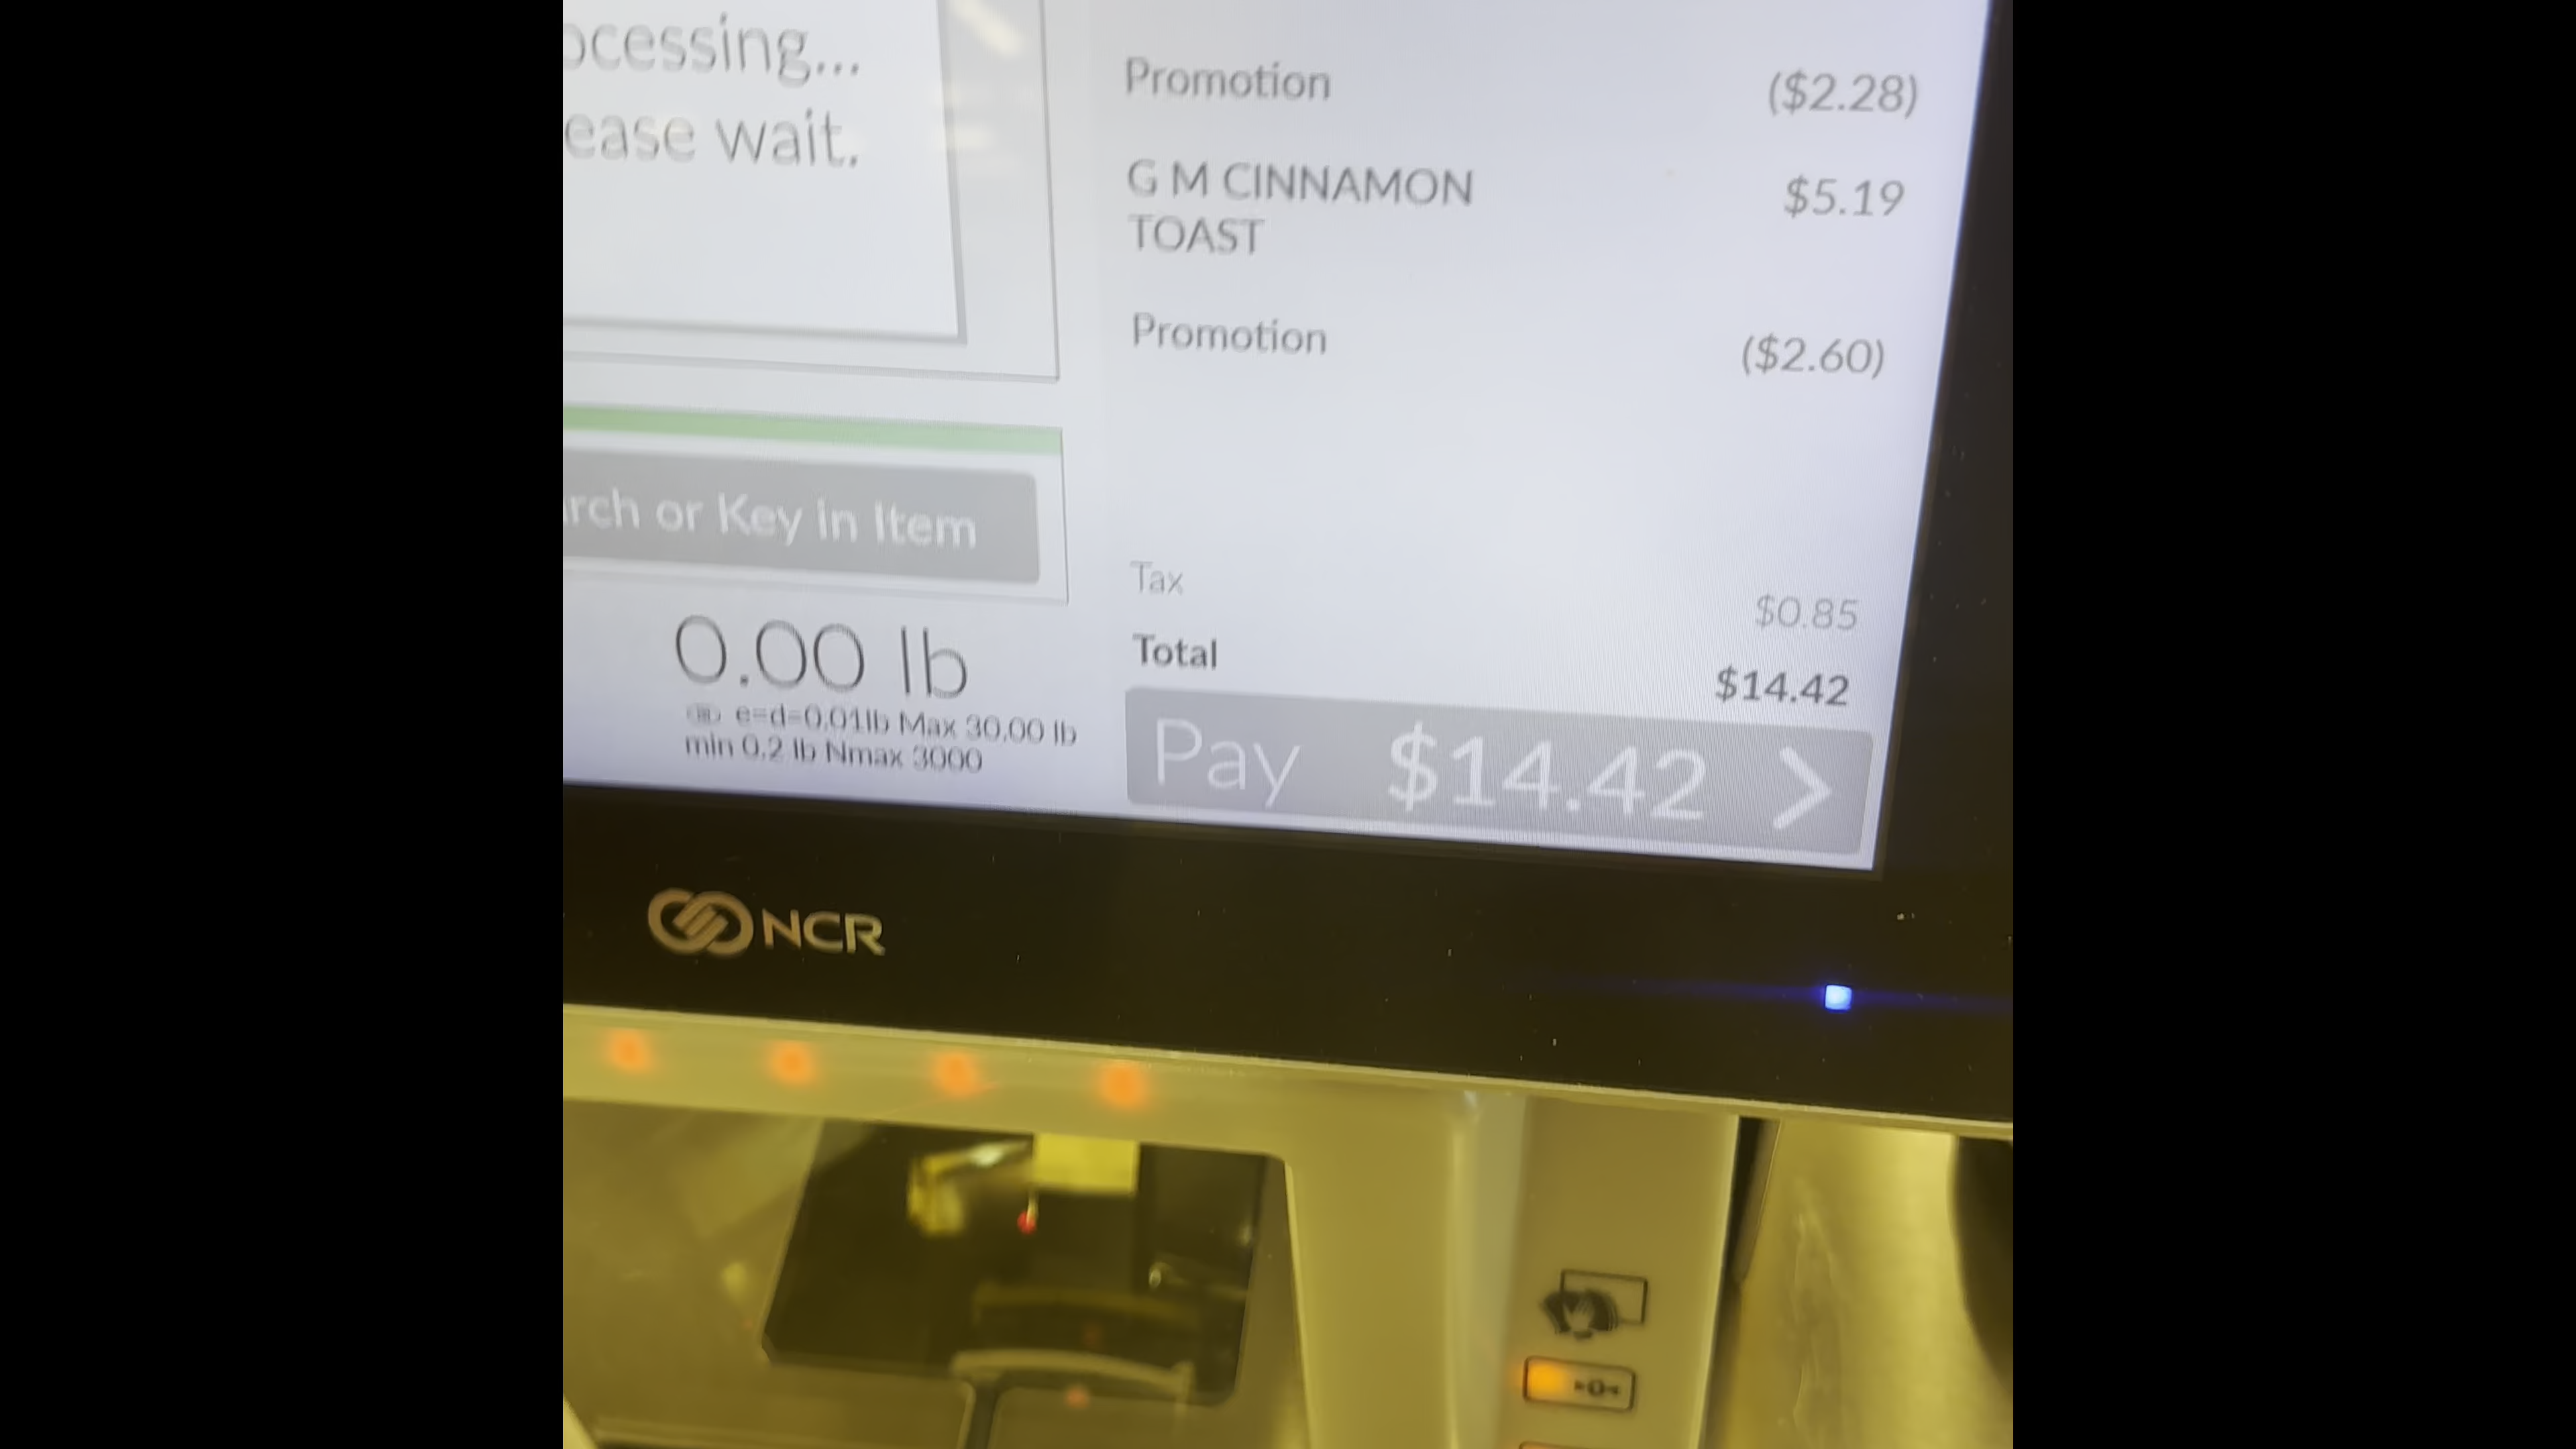 ocessing...
ease wait.
rch or Key in Item
0.00 lb
e=d=0.01lb Max 30.00 lb
min 0.2 lb Nmax 3000
Promotion ($2.28)
G M CINNAMON $5.19
TOAST
Promotion ($2.60)
Tax $0.85
Total $14.42
Pay $14.42 >
NCR